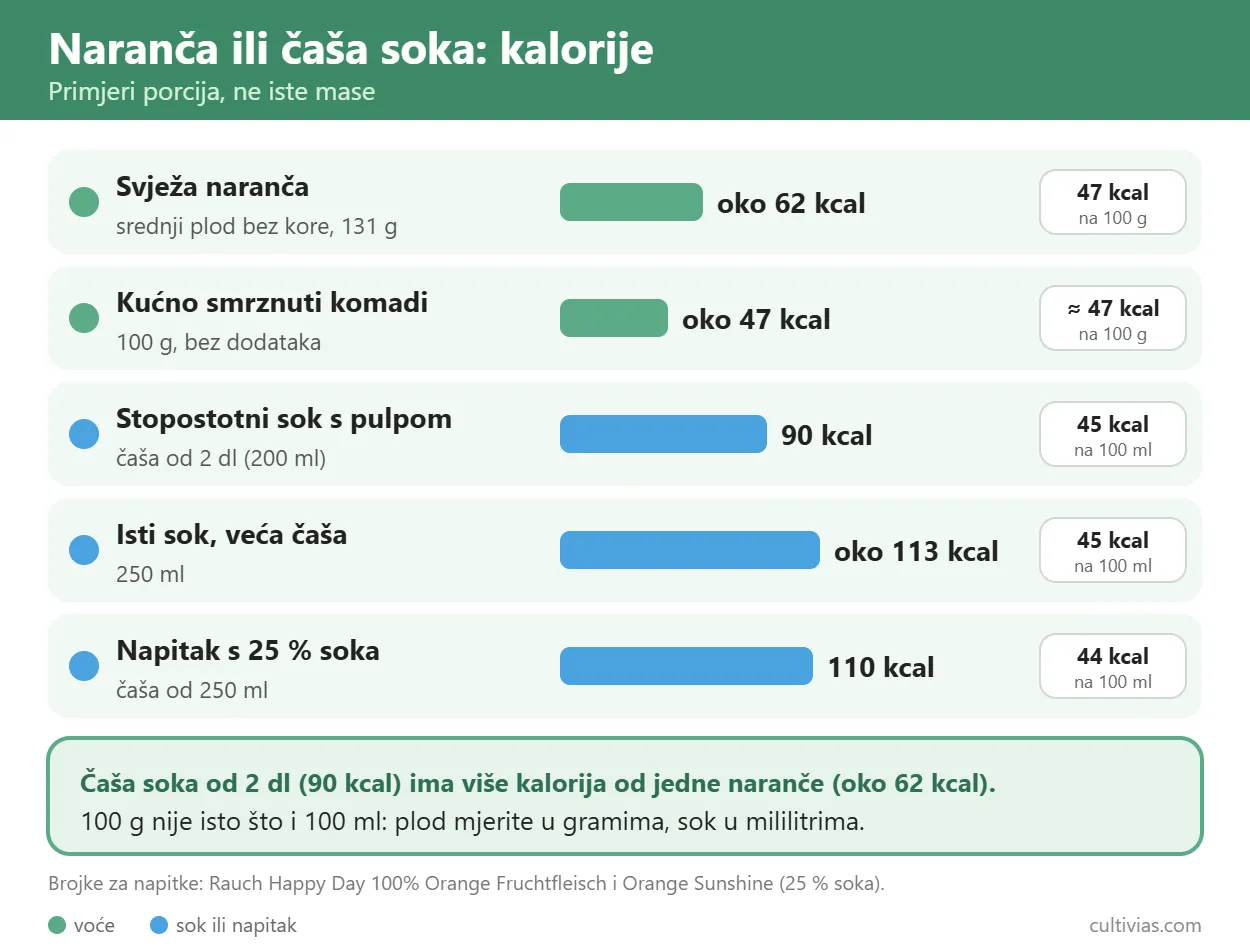 Naranča ili čaša soka: kalorije
Primjeri porcija, ne iste mase
Svježa naranča
srednji plod bez kore, 131 g
oko 62 kcal
47 kcal
na 100 g
Kućno smrznuti komadi
100 g, bez dodataka
oko 47 kcal
≈ 47 kcal
na 100 g
Stopostotni sok s pulpom
čaša od 2 dl (200 ml)
90 kcal
45 kcal
na 100 ml
Isti sok, veća čaša
250 ml
oko 113 kcal
45 kcal
na 100 ml
Napitak s 25 % soka
čaša od 250 ml
110 kcal
44 kcal
na 100 ml
Čaša soka od 2 dl (90 kcal) ima više kalorija od jedne naranče (oko 62 kcal).
100 g nije isto što i 100 ml: plod mjerite u gramima, sok u mililitrima.
Brojke za napitke: Rauch Happy Day 100% Orange Fruchtfleisch i Orange Sunshine (25 % soka).
voće
sok ili napitak
cultivias.com